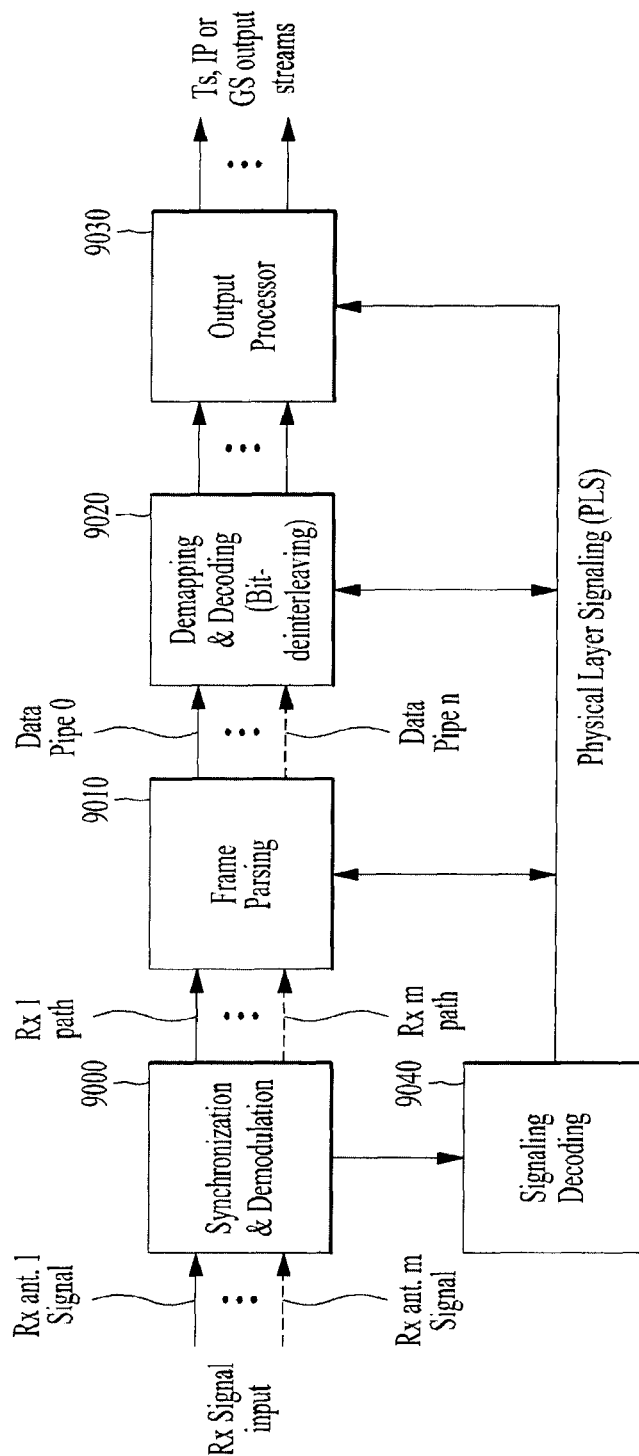 Rx Signal
input
Rx ant. 1
Signal
Rx ant. m
Signal
9000
Synchronization
& Demodulation
Rx 1
path
Rx m
path
9010
Frame
Parsing
Data
Pipe 0
Data
Pipe n
9020
Demapping
& Decoding
(Bit-
deinterleaving)
9030
Output
Processor
Ts, IP or
GS output
streams
9040
Signaling
Decoding
Physical Layer Signaling (PLS)